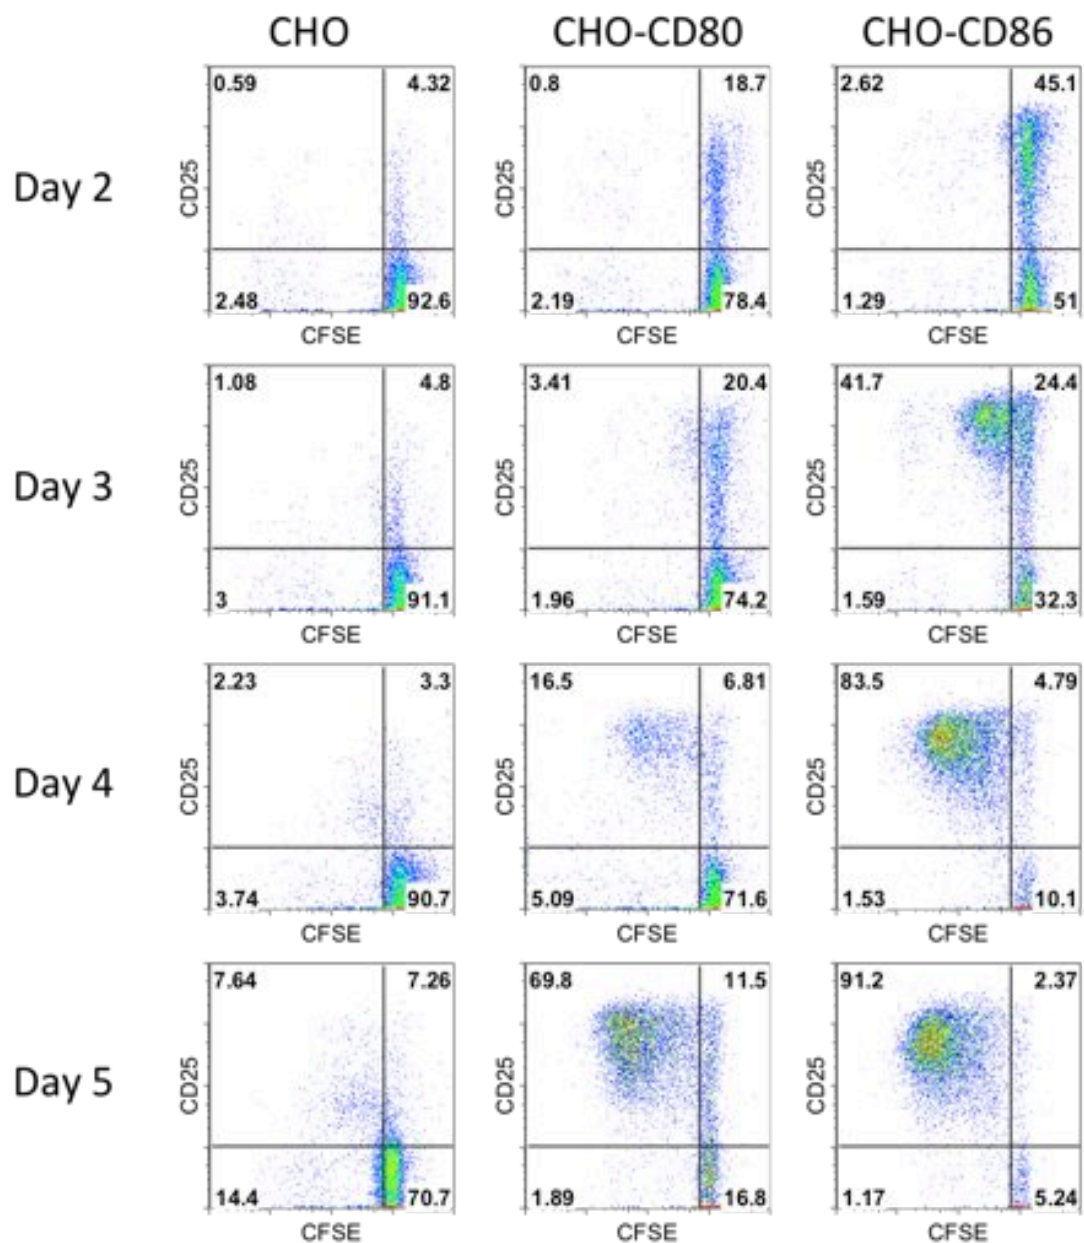 CHO CHO-CD80 CHO-CD86
0.59 4.32 0.8 18.7 2.62 45.1
Day 2 CD25 CD25 CD25
2.48 92.6 2.19 78.4 1.29 51
CFSE CFSE CFSE
1.08 4.8 3.41 20.4 41.7 24.4
Day 3 CD25 CD25 CD25
3 91.1 1.96 74.2 1.59 32.3
CFSE CFSE CFSE
2.23 3.3 16.5 6.81 83.5 4.79
Day 4 CD25 CD25 CD25
3.74 90.7 5.09 71.6 1.53 10.1
CFSE CFSE CFSE
7.64 7.26 69.8 11.5 91.2 2.37
Day 5 CD25 CD25 CD25
14.4 70.7 1.89 16.8 1.17 5.24
CFSE CFSE CFSE